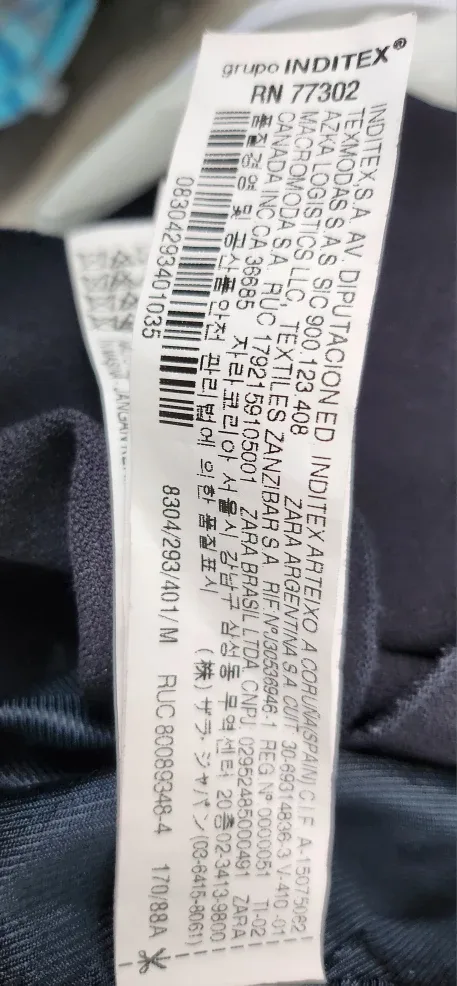 grupo INDITEX®
RN 77302
INDITEX,S.A. AV. DIPUTACION ED. INDITEX ARTEIXO A CORUÑA(SPAIN) C.I.F. A-15075062
TEXMODAS S.A.S. SIC 900.123.408 ZARA ARGENTINA S.A. CUIT 30-69314836-3 V-410 -01
AZKA LOGISTICS LLC, TEXTILES ZANZIBAR S.A. RIF.NºJ30536946-1 REG Nº 0000051 TI-02
MACROMODA S.A. RUC 1792159105001 ZARA BRASIL LTDA. CNPJ. 02952485000491 ZARA
CANADA INC CA 36685 자라코리아 서울시 강남구 삼성동 무역센터 20층02-3413-9800
품질경영 및 공산품안전 관리법에 의한 품질표시 (株) ザラ・ジャパン (03-6415-8061)
08304293401035
8304/293/401/M RUC 80089348-4 170/88A